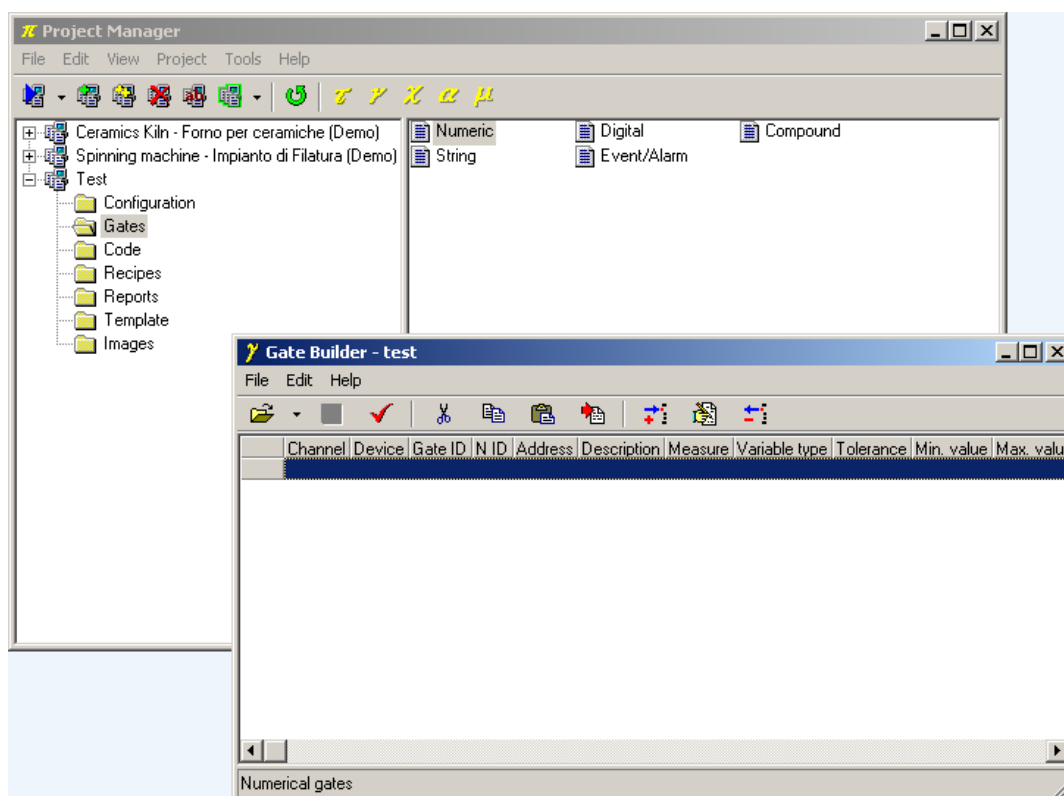 π Project Manager
File Edit View Project Tools Help
τ γ χ α μ
Ceramics Kiln - Forno per ceramiche (Demo)
Spinning machine - Impianto di Filatura (Demo)
Test
Configuration
Gates
Code
Recipes
Reports
Template
Images
Numeric Digital Compound
String Event/Alarm
γ Gate Builder - test
File Edit Help
Channel Device Gate ID N ID Address Description Measure Variable type Tolerance Min. value Max. valu
Numerical gates